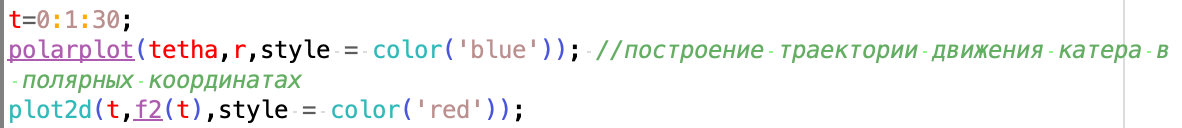 t=0:1:30;
polarplot(tetha,r,style = color('blue')); //построение траектории движения катера в
полярных координатах
plot2d(t,f2(t),style = color('red'));